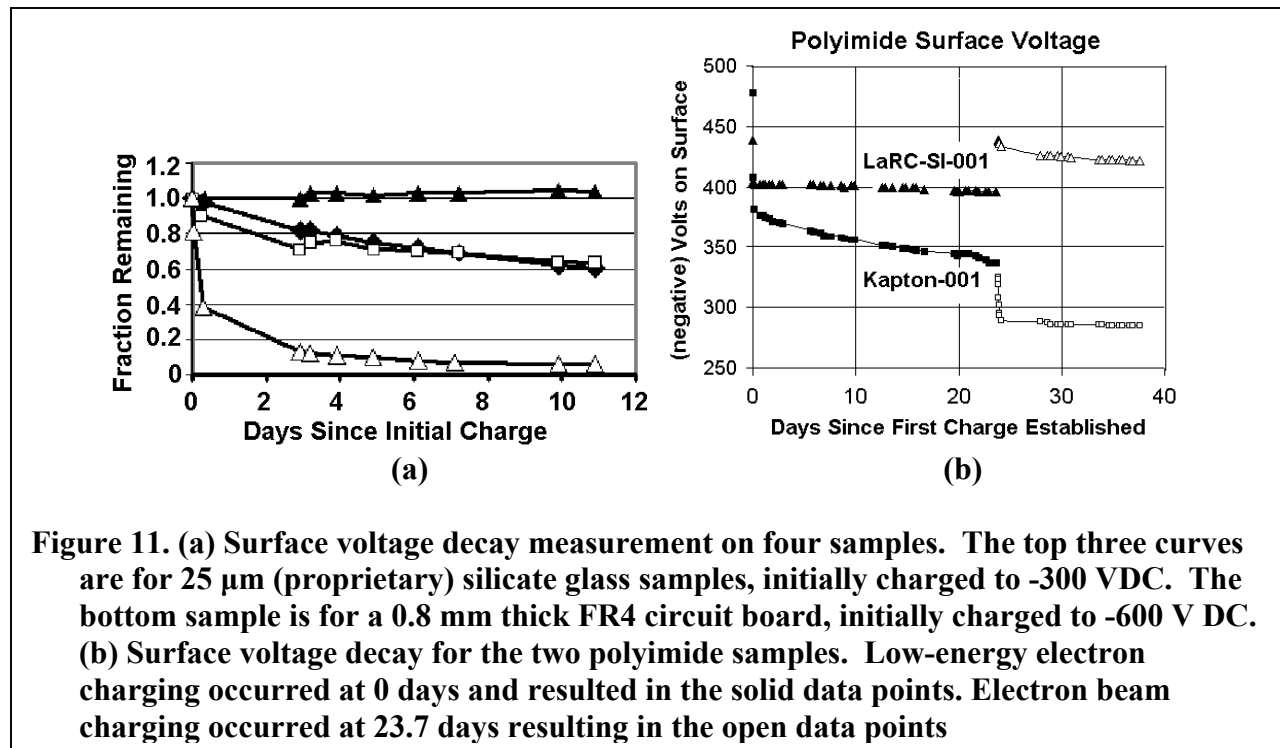 Polyimide Surface Voltage
1.2
1.0
0.8
0.6
0.4
0.2
0
Fraction Remaining
0 2 4 6 8 10 12
Days Since Initial Charge
(a)
500
450
400
350
300
250
(negative) Volts on Surface
LaRC-SI-001
Kapton-001
0 10 20 30 40
Days Since First Charge Established
(b)
Figure 11. (a) Surface voltage decay measurement on four samples. The top three curves
are for 25 µm (proprietary) silicate glass samples, initially charged to -300 VDC. The
bottom sample is for a 0.8 mm thick FR4 circuit board, initially charged to -600 V DC.
(b) Surface voltage decay for the two polyimide samples. Low-energy electron
charging occurred at 0 days and resulted in the solid data points. Electron beam
charging occurred at 23.7 days resulting in the open data points